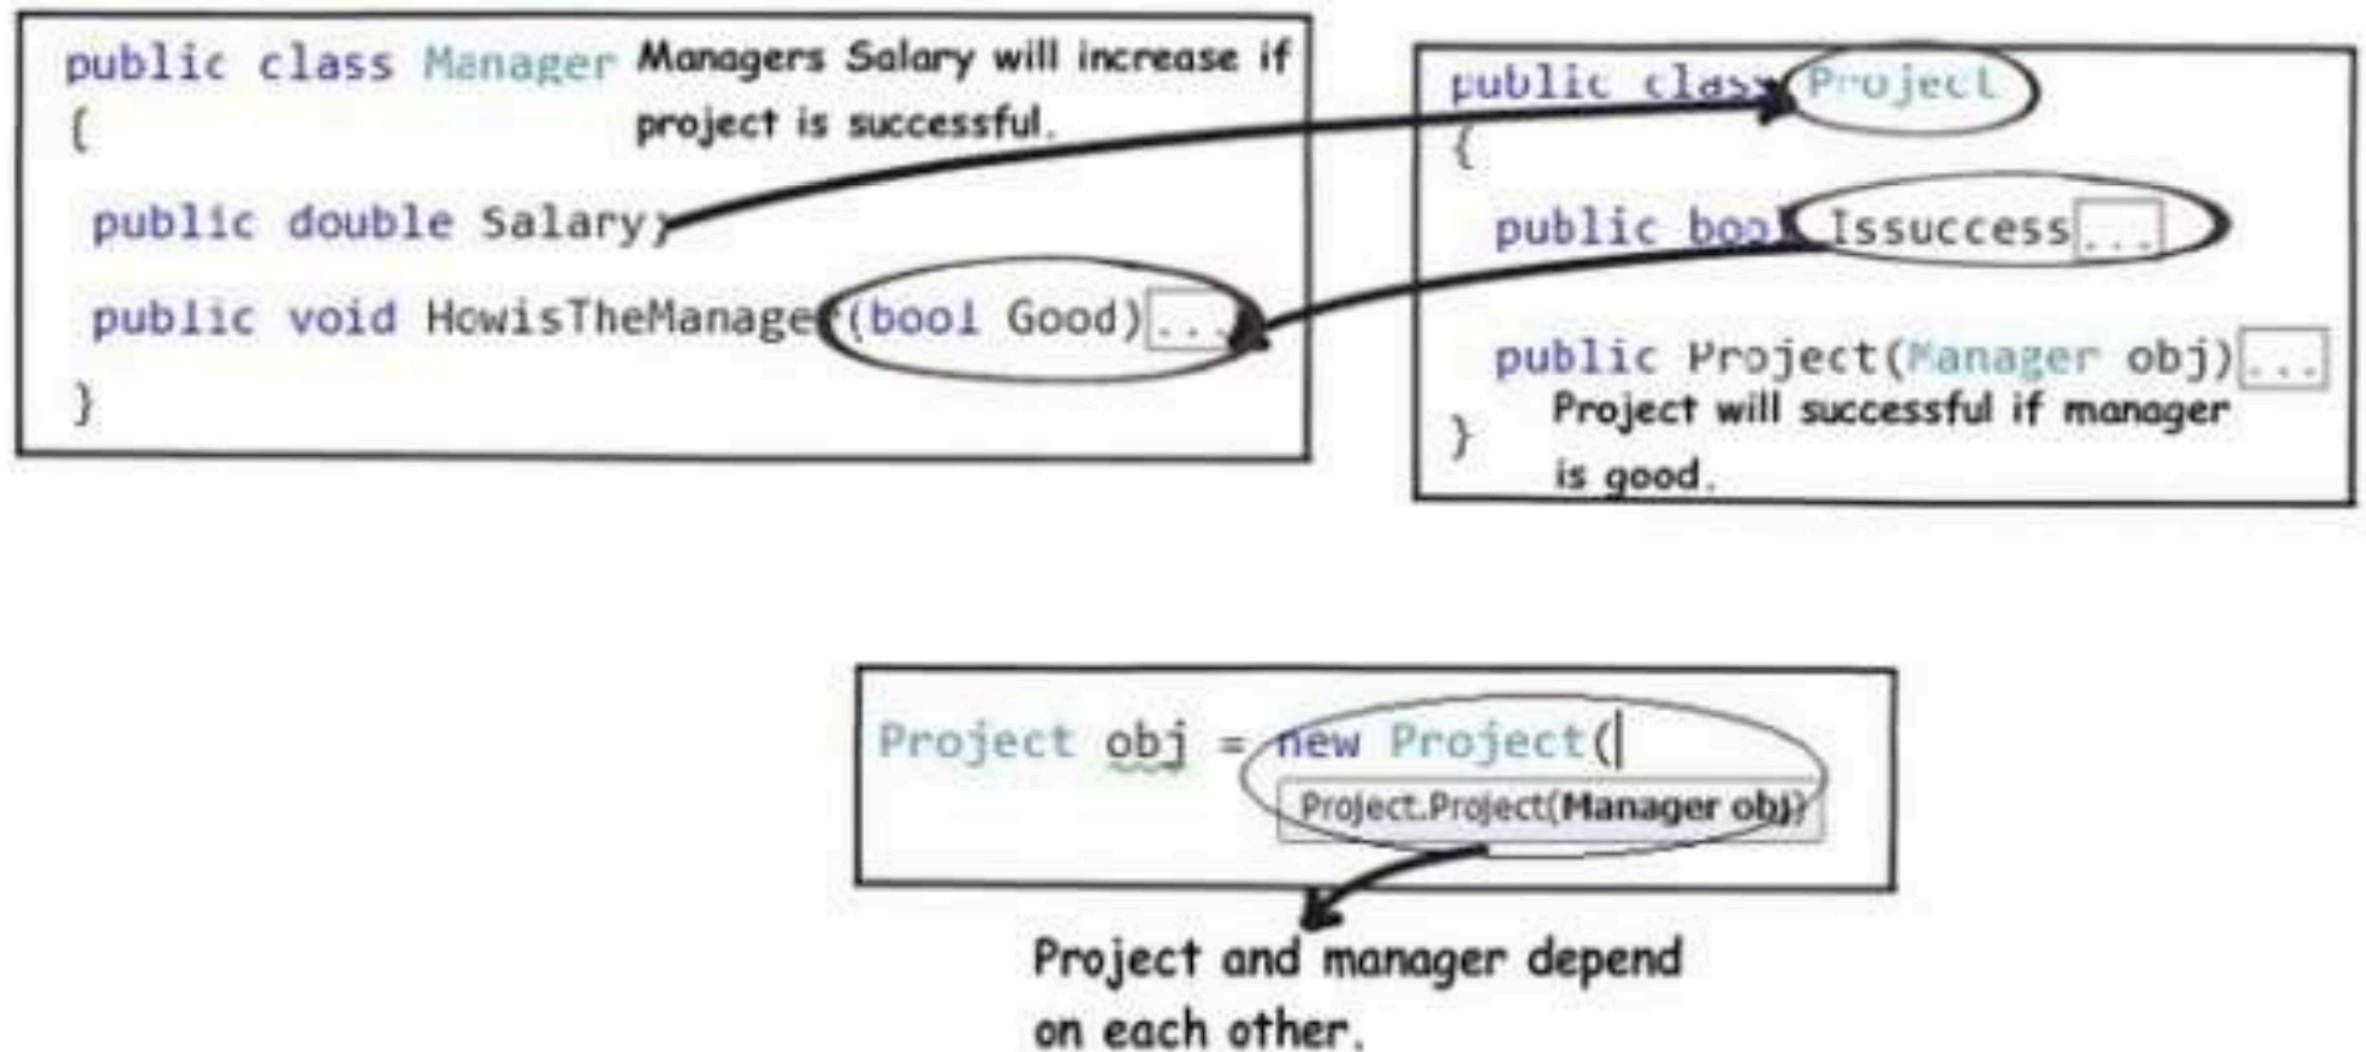 public class Manager
Managers Salary will increase if
project is successful.
{
public double Salary;
public void HowisTheManager(bool Good)...
}
public class Project
{
public bool Issuccess...
public Project(Manager obj)...
Project will successful if manager
is good.
}
Project obj = new Project(
Project.Project(Manager obj)
Project and manager depend
on each other.